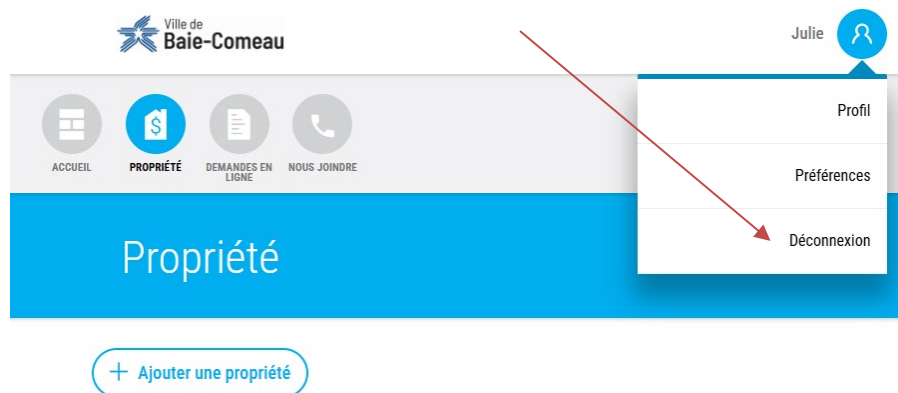 Ville de
Baie-Comeau
Julie
Profil
Préférences
Déconnexion
ACCUEIL
PROPRIÉTÉ
DEMANDES EN
LIGNE
NOUS JOINDRE
Propriété
+ Ajouter une propriété